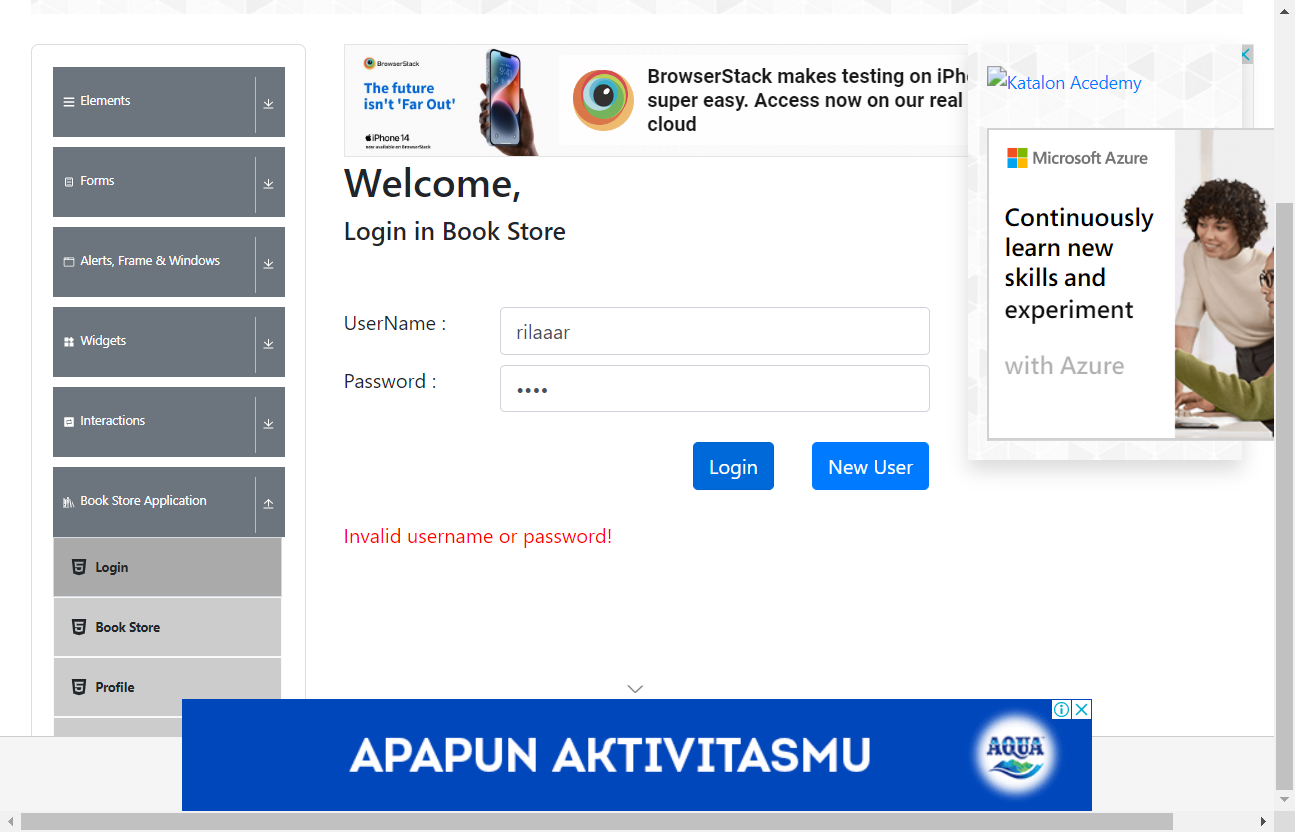 Elements
Forms
Alerts, Frame & Windows
Widgets
Interactions
Book Store Application
Login
Book Store
Profile
BrowserStack
The future
isn't 'Far Out'
iPhone 14
now available on BrowserStack
BrowserStack makes testing on iPh
super easy. Access now on our real
cloud
Welcome,
Login in Book Store
UserName :
rilaaar
Password :
••••
Login
New User
Invalid username or password!
Katalon Acedemy
Microsoft Azure
Continuously
learn new
skills and
experiment
with Azure
APAPUN AKTIVITASMU
AQUA